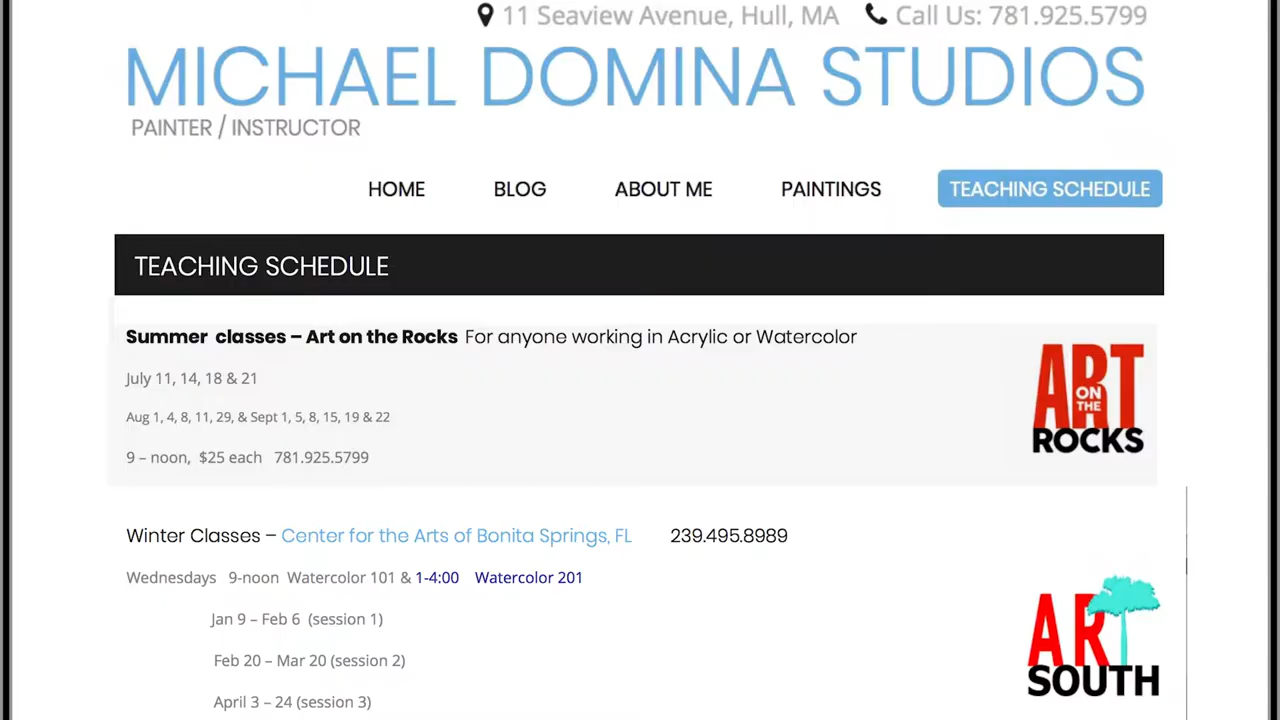 11 Seaview Avenue, Hull, MA Call Us: 781.925.5799
MICHAEL DOMINA STUDIOS
PAINTER / INSTRUCTOR
HOME BLOG ABOUT ME PAINTINGS TEACHING SCHEDULE
TEACHING SCHEDULE
Summer classes – Art on the Rocks For anyone working in Acrylic or Watercolor
July 11, 14, 18 & 21
Aug 1, 4, 8, 11, 29, & Sept 1, 5, 8, 15, 19 & 22
9 – noon, $25 each 781.925.5799
ART
ON
THE
ROCKS
Winter Classes – Center for the Arts of Bonita Springs, FL 239.495.8989
Wednesdays 9-noon Watercolor 101 & 1-4:00 Watercolor 201
Jan 9 – Feb 6 (session 1)
Feb 20 – Mar 20 (session 2)
April 3 – 24 (session 3)
ART
SOUTH